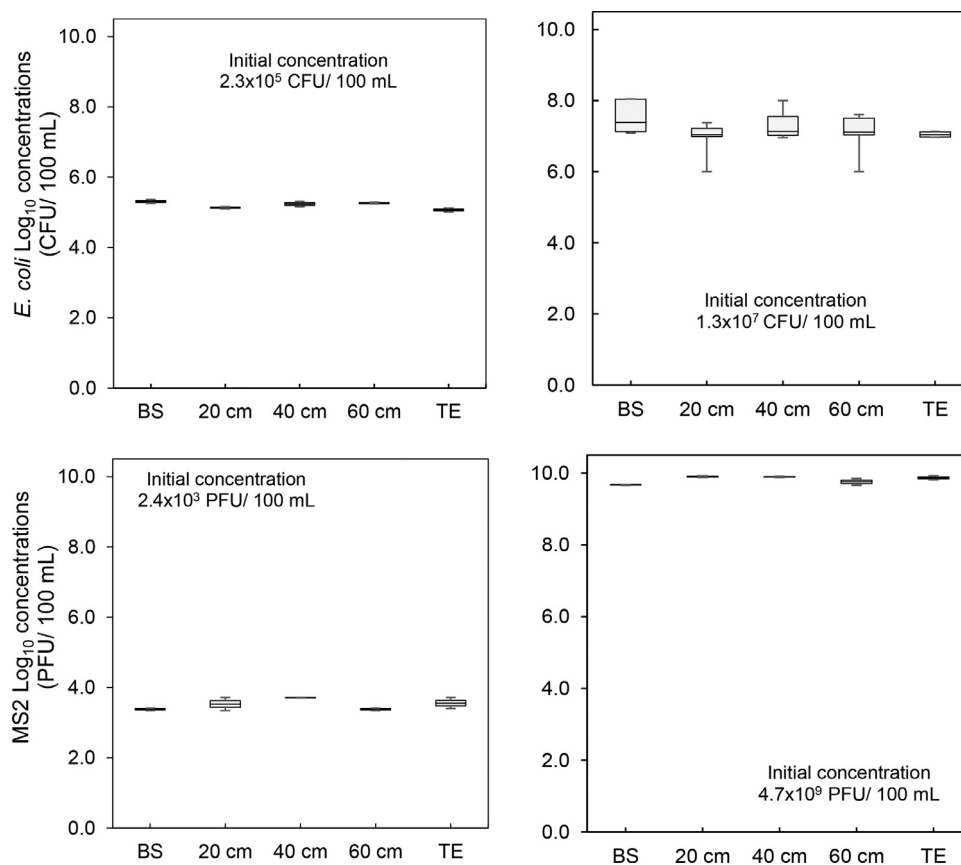 E. coli Log₁₀ concentrations
(CFU/ 100 mL)
10.0
8.0
6.0
4.0
2.0
0.0
Initial concentration
2.3x10⁵ CFU/ 100 mL
BS 20 cm 40 cm 60 cm TE
10.0
8.0
6.0
4.0
2.0
0.0
Initial concentration
1.3x10⁷ CFU/ 100 mL
BS 20 cm 40 cm 60 cm TE
MS2 Log₁₀ concentrations
(PFU/ 100 mL)
10.0
8.0
6.0
4.0
2.0
0.0
Initial concentration
2.4x10³ PFU/ 100 mL
BS 20 cm 40 cm 60 cm TE
10.0
8.0
6.0
4.0
2.0
0.0
Initial concentration
4.7x10⁹ PFU/ 100 mL
BS 20 cm 40 cm 60 cm TE